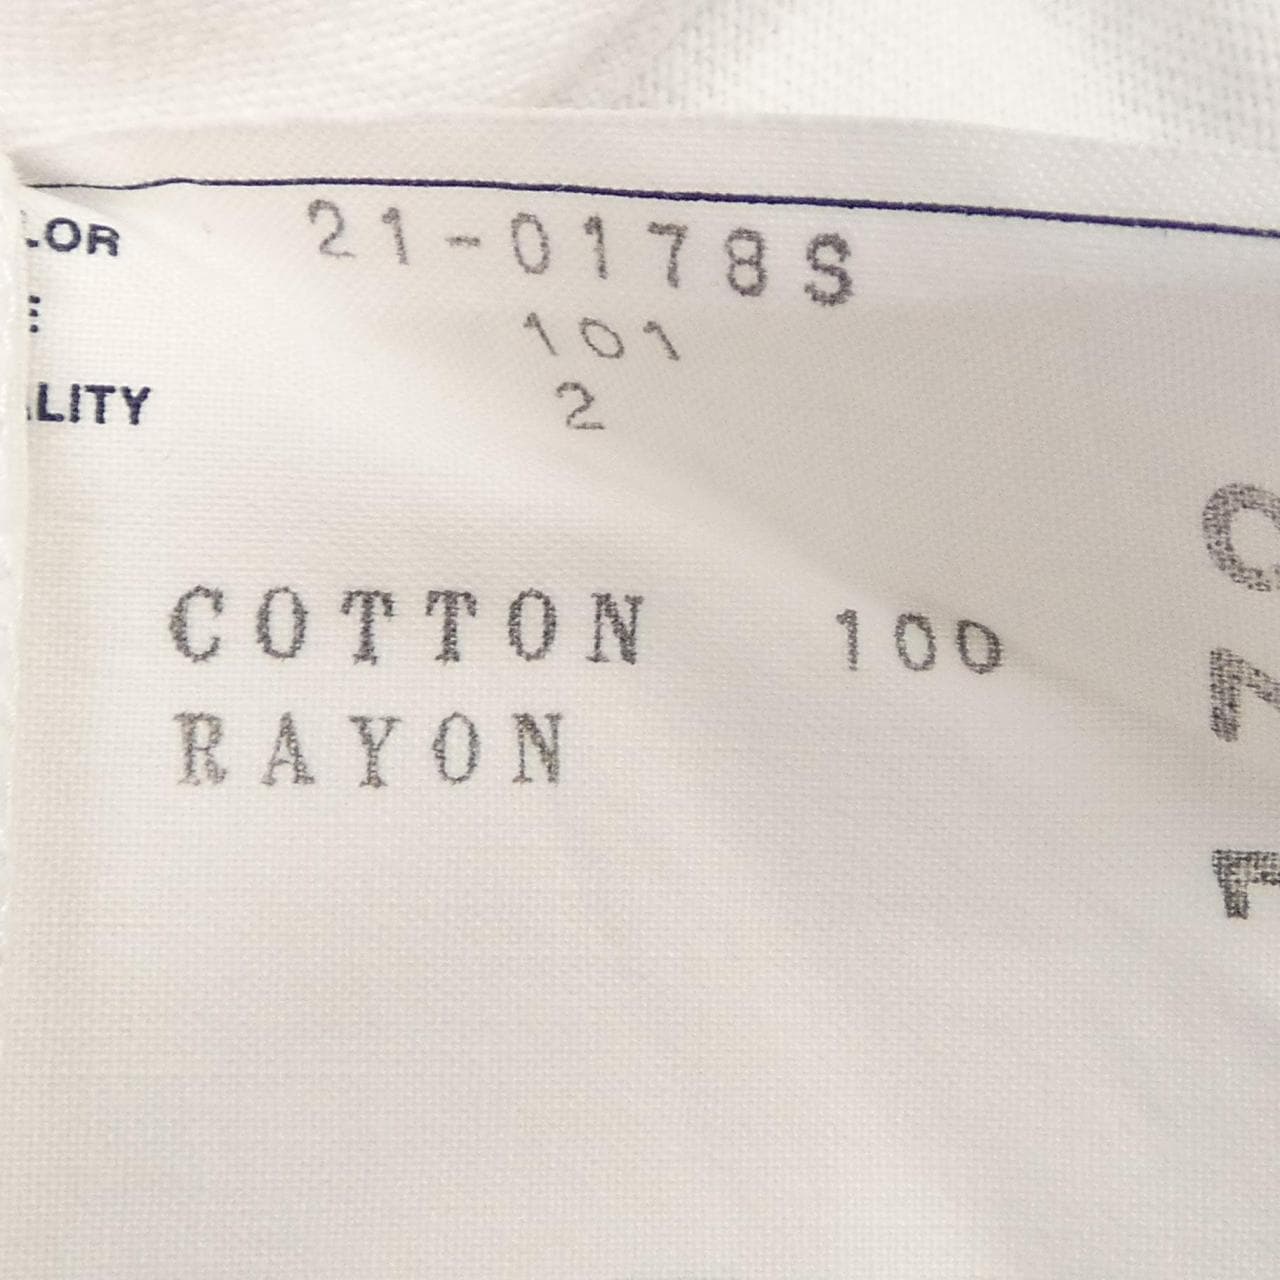 21-0178S
LOR 101
E 2
LITY
COTTON 100
RAYON